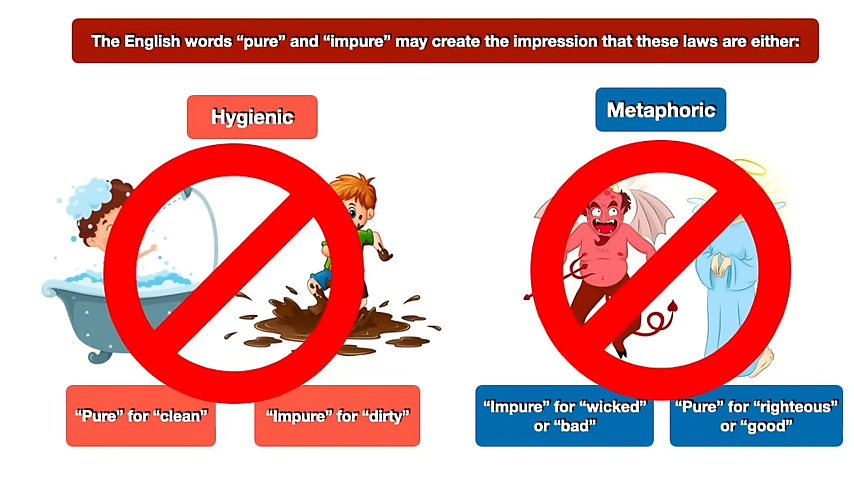 The English words “pure” and “impure” may create the impression that these laws are either:
Hygienic
Metaphoric
“Pure” for “clean”
“Impure” for “dirty”
“Impure” for “wicked”
or “bad”
“Pure” for “righteous”
or “good”